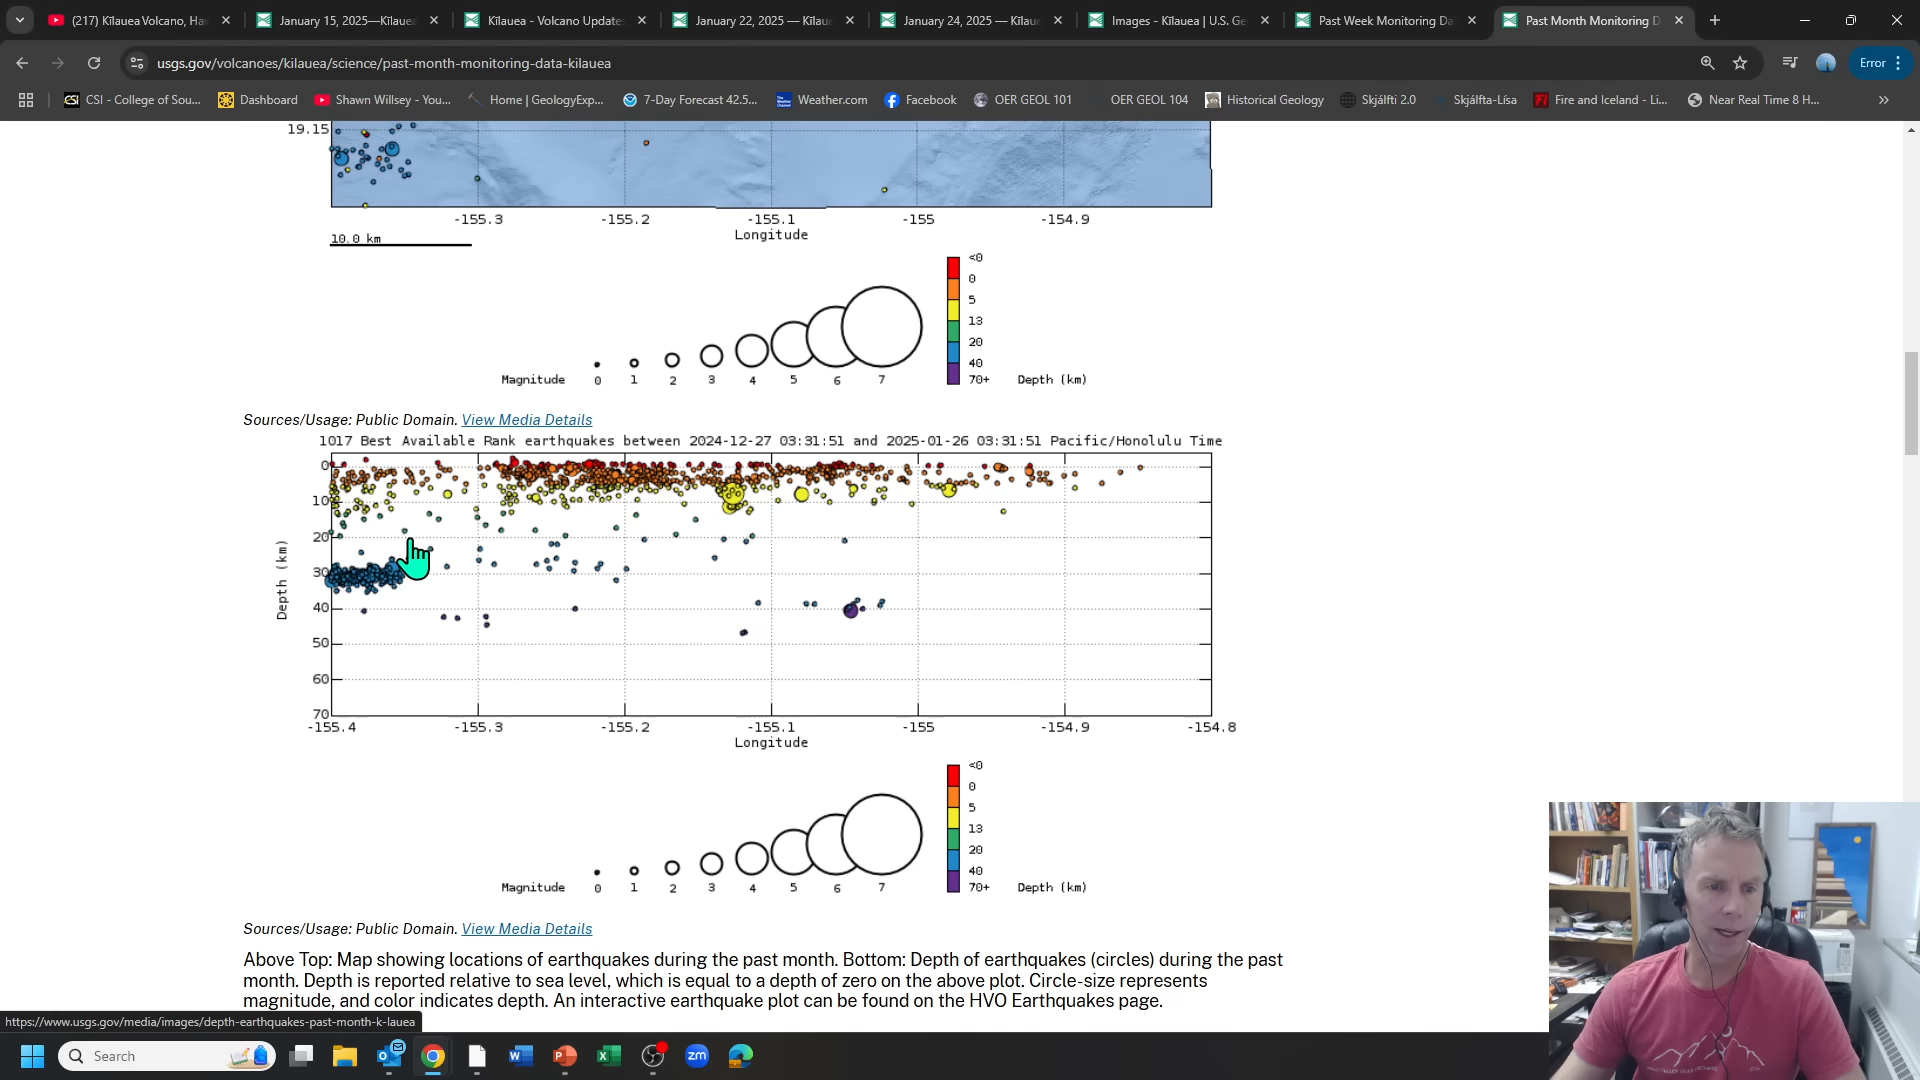 (217) Kīlauea Volcano, Ha
January 15, 2025—Kīlauea
Kīlauea - Volcano Updates
January 22, 2025 — Kīlau
January 24, 2025 — Kīlau
Images - Kīlauea | U.S. Ge
Past Week Monitoring Da
Past Month Monitoring D
usgs.gov/volcanoes/kilauea/science/past-month-monitoring-data-kilauea
Error
CSI - College of Sou...
Dashboard
Shawn Willsey - You...
Home | GeologyExp...
7-Day Forecast 42.5...
Weather.com
Facebook
OER GEOL 101
OER GEOL 104
Historical Geology
Skjálfti 2.0
Skjálfta-Lísa
Fire and Iceland - Li...
Near Real Time 8 H...
19.15
-155.3 -155.2 -155.1 -155 -154.9
Longitude
10.0 km
<0
0
5
13
20
40
70+ Depth (km)
Magnitude 0 1 2 3 4 5 6 7
Sources/Usage: Public Domain. View Media Details
1017 Best Available Rank earthquakes between 2024-12-27 03:31:51 and 2025-01-26 03:31:51 Pacific/Honolulu Time
0
10
20
30
40
50
60
70
Depth (km)
-155.4 -155.3 -155.2 -155.1 -155 -154.9 -154.8
Longitude
<0
0
5
13
20
40
70+ Depth (km)
Magnitude 0 1 2 3 4 5 6 7
Sources/Usage: Public Domain. View Media Details
Above Top: Map showing locations of earthquakes during the past month. Bottom: Depth of earthquakes (circles) during the past
month. Depth is reported relative to sea level, which is equal to a depth of zero on the above plot. Circle-size represents
magnitude, and color indicates depth. An interactive earthquake plot can be found on the HVO Earthquakes page.
https://www.usgs.gov/media/images/depth-earthquakes-past-month-k-lauea
Search